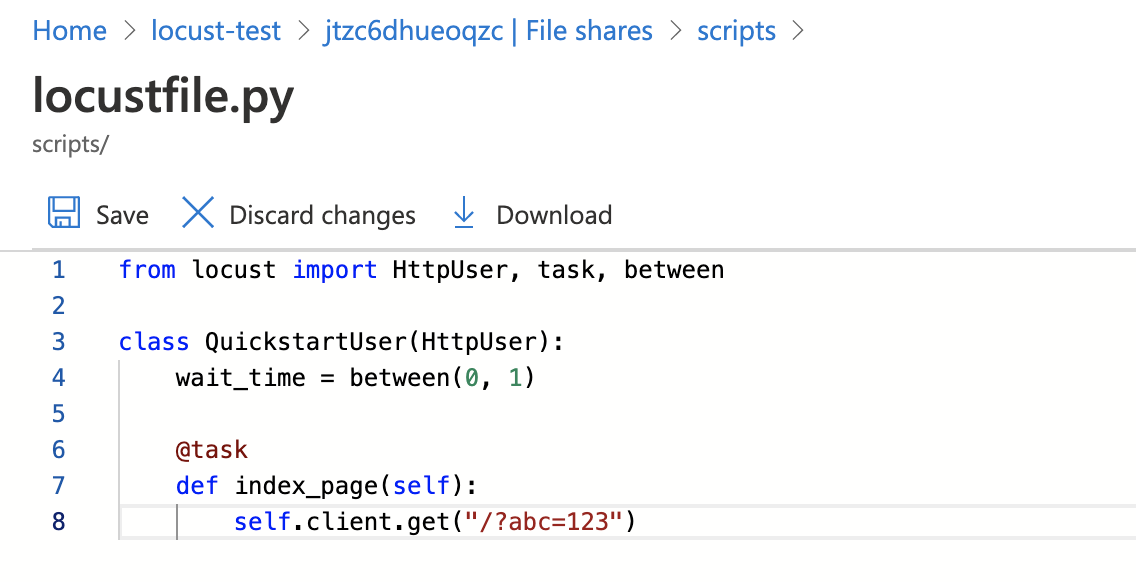 Home > locust-test > jtzc6dhueoqzc | File shares > scripts >
locustfile.py
scripts/
Save Discard changes Download
1 from locust import HttpUser, task, between
2
3 class QuickstartUser(HttpUser):
4     wait_time = between(0, 1)
5
6     @task
7     def index_page(self):
8         self.client.get("/?abc=123")